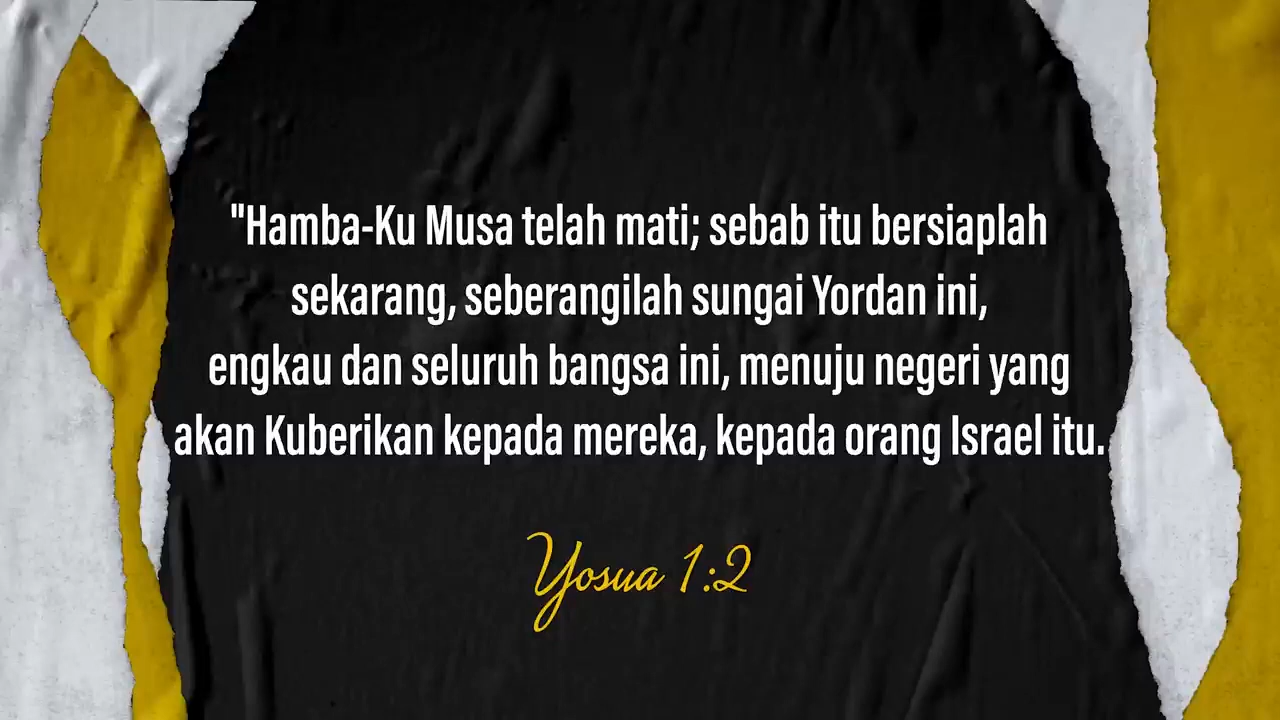 "Hamba-Ku Musa telah mati; sebab itu bersiaplah
sekarang, seberangilah sungai Yordan ini,
engkau dan seluruh bangsa ini, menuju negeri yang
akan Kuberikan kepada mereka, kepada orang Israel itu.
Yosua 1:2